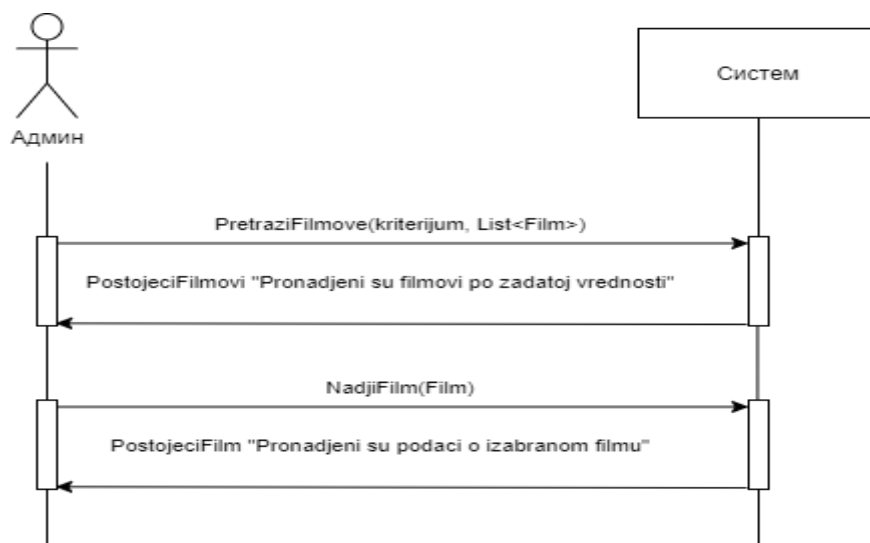 Систем
Админ
PretraziFilmove(kriterijum, List<Film>)
PostojeciFilmovi "Pronadjeni su filmovi po zadatoj vrednosti"
NadjiFilm(Film)
PostojeciFilm "Pronadjeni su podaci o izabranom filmu"